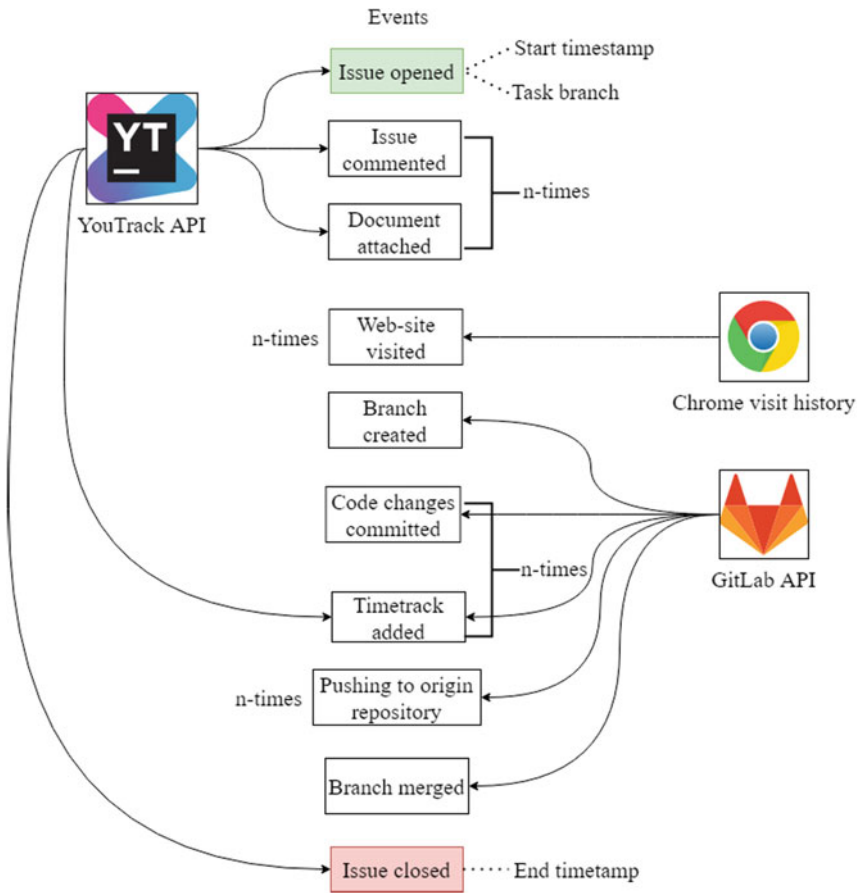 Events
Issue opened
Start timestamp
Task branch
YT
YouTrack API
Issue
commented
n-times
Document
attached
n-times
Web-site
visited
Chrome visit history
Branch
created
Code changes
committed
n-times
GitLab API
Timetrack
added
n-times
Pushing to origin
repository
Branch merged
Issue closed
End timetamp